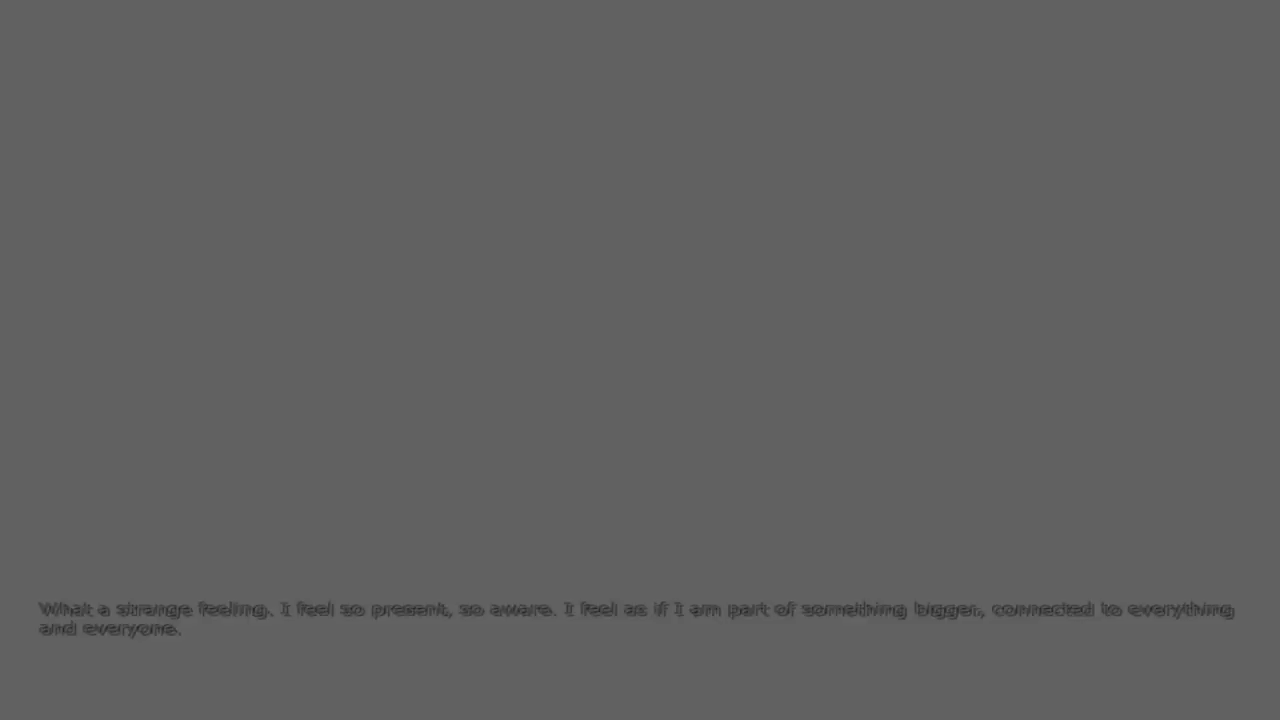 What a strange feeling. I feel so present, so aware. I feel as if I am part of something bigger, connected to everything
and everyone.